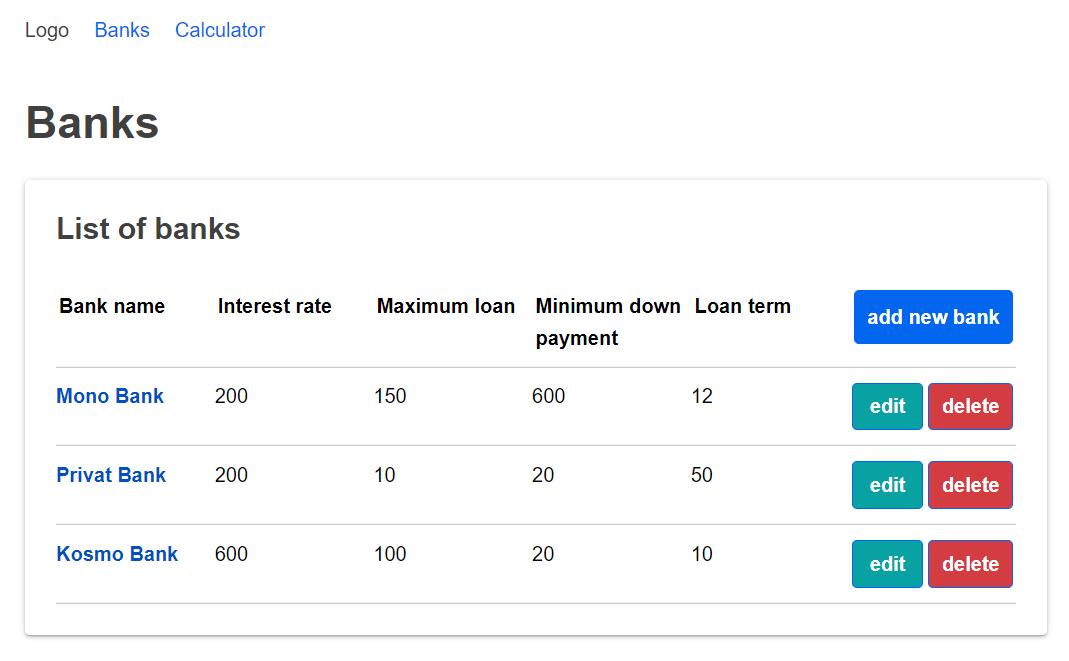 Logo Banks Calculator
Banks
List of banks
Bank name Interest rate Maximum loan Minimum down payment Loan term add new bank
Mono Bank 200 150 600 12 edit delete
Privat Bank 200 10 20 50 edit delete
Kosmo Bank 600 100 20 10 edit delete